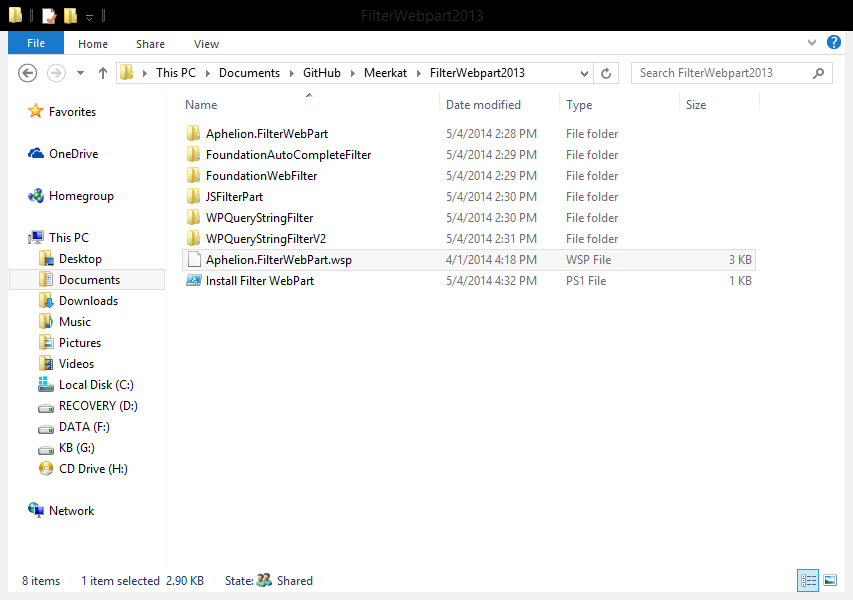 FilterWebpart2013
File Home Share View ?
This PC Documents GitHub Meerkat FilterWebpart2013 Search FilterWebpart2013
Name Date modified Type Size
Favorites
OneDrive
Homegroup
This PC
Desktop
Documents
Downloads
Music
Pictures
Videos
Local Disk (C:)
RECOVERY (D:)
DATA (F:)
KB (G:)
CD Drive (H:)
Network
Aphelion.FilterWebPart 5/4/2014 2:28 PM File folder
FoundationAutoCompleteFilter 5/4/2014 2:29 PM File folder
FoundationWebFilter 5/4/2014 2:29 PM File folder
JSFilterPart 5/4/2014 2:30 PM File folder
WPQueryStringFilter 5/4/2014 2:30 PM File folder
WPQueryStringFilterV2 5/4/2014 2:31 PM File folder
Aphelion.FilterWebPart.wsp 4/1/2014 4:18 PM WSP File 3 KB
Install Filter WebPart 5/4/2014 4:32 PM PS1 File 1 KB
8 items 1 item selected 2.90 KB State: Shared